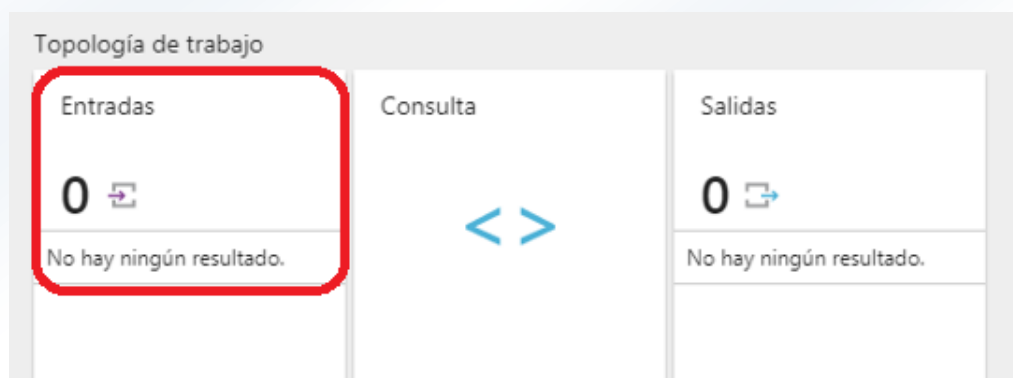 Topología de trabajo
Entradas
0
No hay ningún resultado.
Consulta
< >
Salidas
0
No hay ningún resultado.